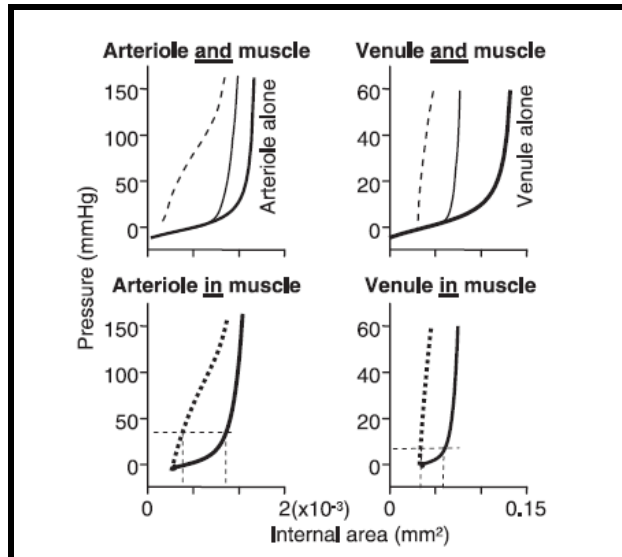 Arteriole and muscle
Venule and muscle
150
100
50
0
Arteriole alone
60
40
20
0
Venule alone
Pressure (mmHg)
Arteriole in muscle
Venule in muscle
150
100
50
0
60
40
20
0
0
2(x10⁻³)
0
0.15
Internal area (mm²)